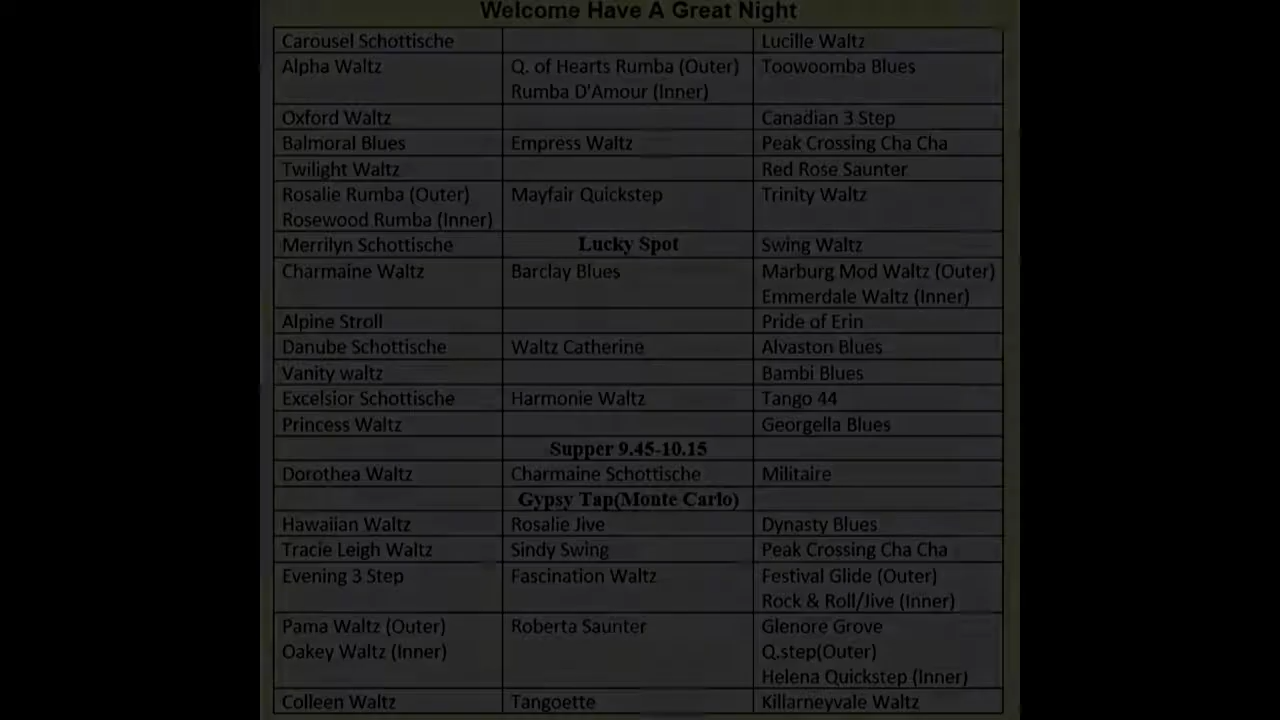 Welcome Have A Great Night
Carousel Schottische Lucille Waltz
Alpha Waltz Q. of Hearts Rumba (Outer) Toowoomba Blues
Rumba D'Amour (Inner)
Oxford Waltz Canadian 3 Step
Balmoral Blues Empress Waltz Peak Crossing Cha Cha
Twilight Waltz Red Rose Saunter
Rosalie Rumba (Outer) Mayfair Quickstep Trinity Waltz
Rosewood Rumba (Inner)
Merrilyn Schottische Lucky Spot Swing Waltz
Charmaine Waltz Barclay Blues Marburg Mod Waltz (Outer)
Emmerdale Waltz (Inner)
Alpine Stroll Pride of Erin
Danube Schottische Waltz Catherine Alvaston Blues
Vanity waltz Bambi Blues
Excelsior Schottische Harmonie Waltz Tango 44
Princess Waltz Georgella Blues
Supper 9.45-10.15
Dorothea Waltz Charmaine Schottische Militaire
Gypsy Tap(Monte Carlo)
Hawaiian Waltz Rosalie Jive Dynasty Blues
Tracie Leigh Waltz Sindy Swing Peak Crossing Cha Cha
Evening 3 Step Fascination Waltz Festival Glide (Outer)
Rock & Roll/Jive (Inner)
Pama Waltz (Outer) Roberta Saunter Glenore Grove
Oakey Waltz (Inner) Q.step(Outer)
Helena Quickstep (Inner)
Colleen Waltz Tangoette Killarneyvale Waltz